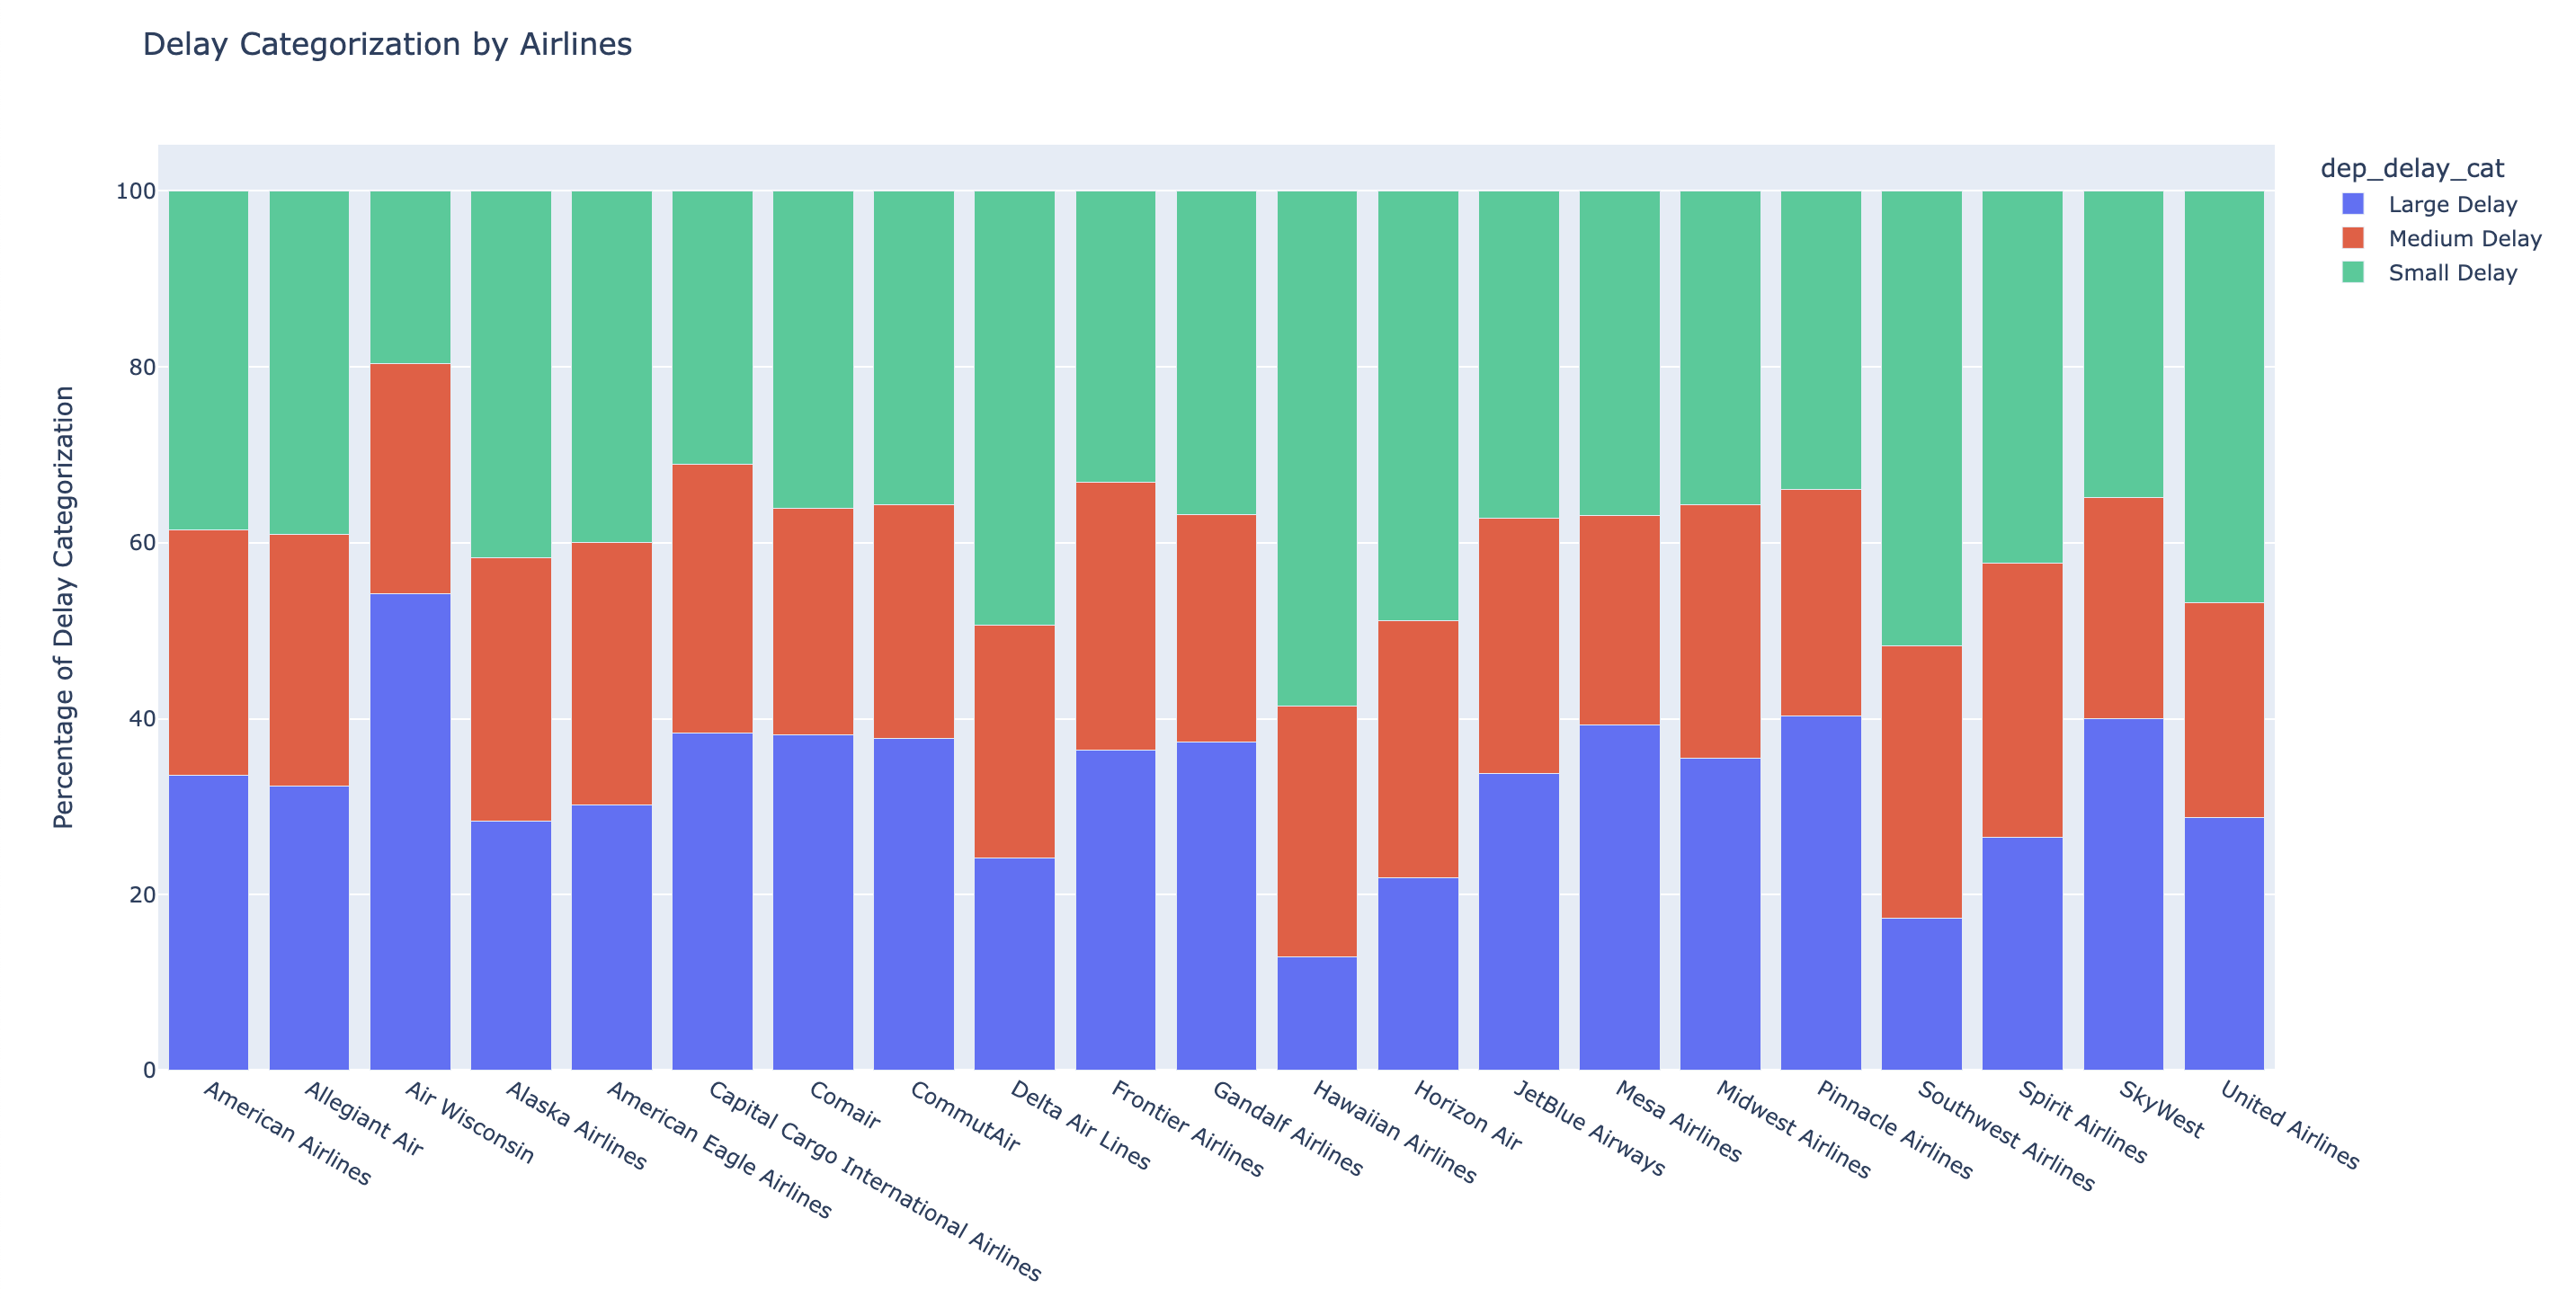 Delay Categorization by Airlines
dep_delay_cat
Large Delay
Medium Delay
Small Delay
Percentage of Delay Categorization
100
80
60
40
20
0
American Airlines
Allegiant Air
Air Wisconsin
Alaska Airlines
American Eagle Airlines
Capital Cargo International Airlines
Comair
CommutAir
Delta Air Lines
Frontier Airlines
Gandalf Airlines
Hawaiian Airlines
Horizon Air
JetBlue Airways
Mesa Airlines
Midwest Airlines
Pinnacle Airlines
Southwest Airlines
Spirit Airlines
SkyWest
United Airlines